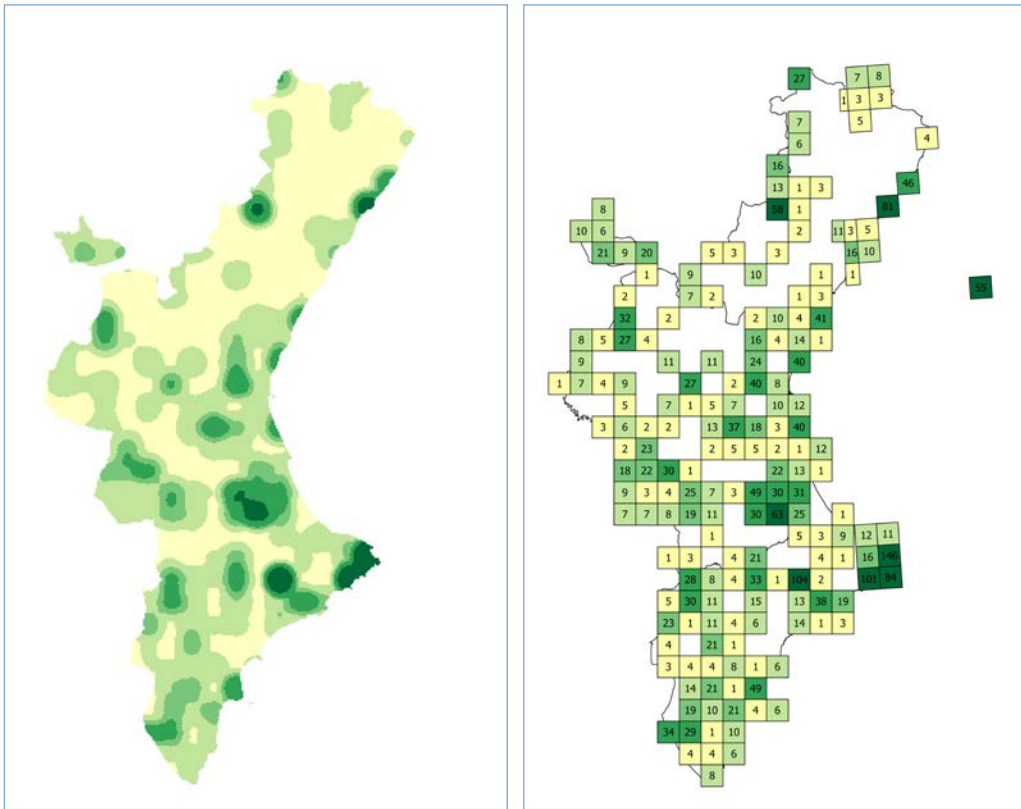 27 7 8
1 3 3
7 5
6 4
16
13 1 3 46
8 58 1 81
10 6 2 11 3 5
21 9 20 5 3 3 16 10
1 9 10 1 1
2 7 2 1 3 55
32 2 2 10 4 41
8 5 27 4 16 4 14 1
9 11 11 24 40
1 7 4 9 27 2 40 8
5 7 1 5 7 10 12
3 6 2 2 13 37 18 3 40
2 23 2 5 5 2 1 12
18 22 30 1 22 13 1
9 3 4 25 7 3 49 30 31
7 7 8 19 11 30 63 25 1
1 5 3 9 12 11
1 3 4 21 4 1 16 146
28 8 4 33 1 104 2 101 84
5 30 11 15 13 38 19
23 1 11 4 6 14 1 3
4 21 1
3 4 4 8 1 6
14 21 1 49
19 10 21 4 6
34 29 1 10
4 4 6
8